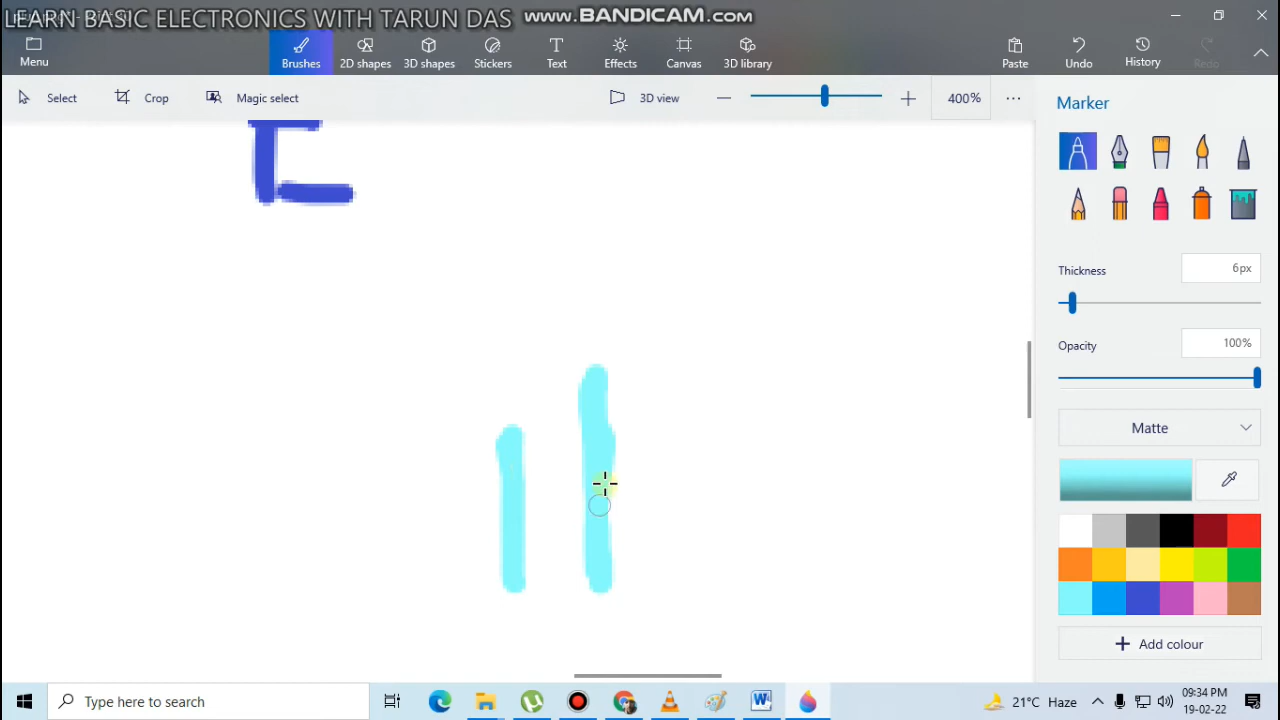 LEARN BASIC ELECTRONICS WITH TARUN DAS
www.BANDICAM.com
Menu
Brushes
2D shapes
3D shapes
Stickers
Text
Effects
Canvas
3D library
Paste
Undo
History
Redo
Select
Crop
Magic select
3D view
400%
Marker
E
Thickness
6px
Opacity
100%
Matte
Add colour
Type here to search
21°C Haze
09:34 PM
19-02-22